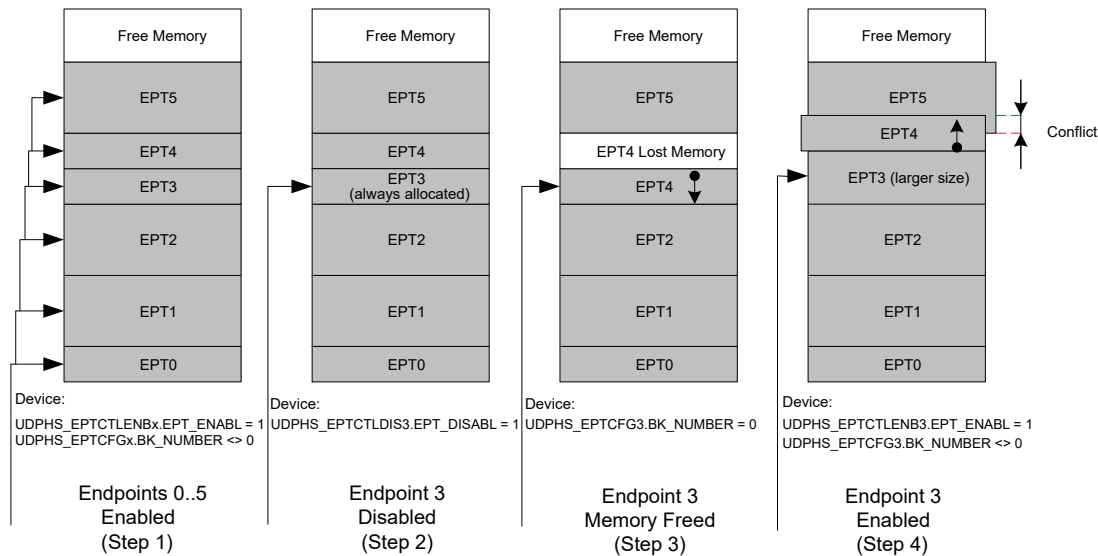 Free Memory
EPT5
EPT4
EPT3
EPT2
EPT1
EPT0
Device:
UDPHS_EPTCTLENBx.EPT_ENABL = 1
UDPHS_EPTCFGx.BK_NUMBER <> 0
Endpoints 0..5
Enabled
(Step 1)
Free Memory
EPT5
EPT4
EPT3
(always allocated)
EPT2
EPT1
EPT0
Device:
UDPHS_EPTCTLDIS3.EPT_DISABL = 1
Endpoint 3
Disabled
(Step 2)
Free Memory
EPT5
EPT4 Lost Memory
EPT4
EPT2
EPT1
EPT0
Device:
UDPHS_EPTCFG3.BK_NUMBER = 0
Endpoint 3
Memory Freed
(Step 3)
Free Memory
EPT5
EPT4
Conflict
EPT3 (larger size)
EPT2
EPT1
EPT0
Device:
UDPHS_EPTCTLENB3.EPT_ENABL = 1
UDPHS_EPTCFG3.BK_NUMBER <> 0
Endpoint 3
Enabled
(Step 4)